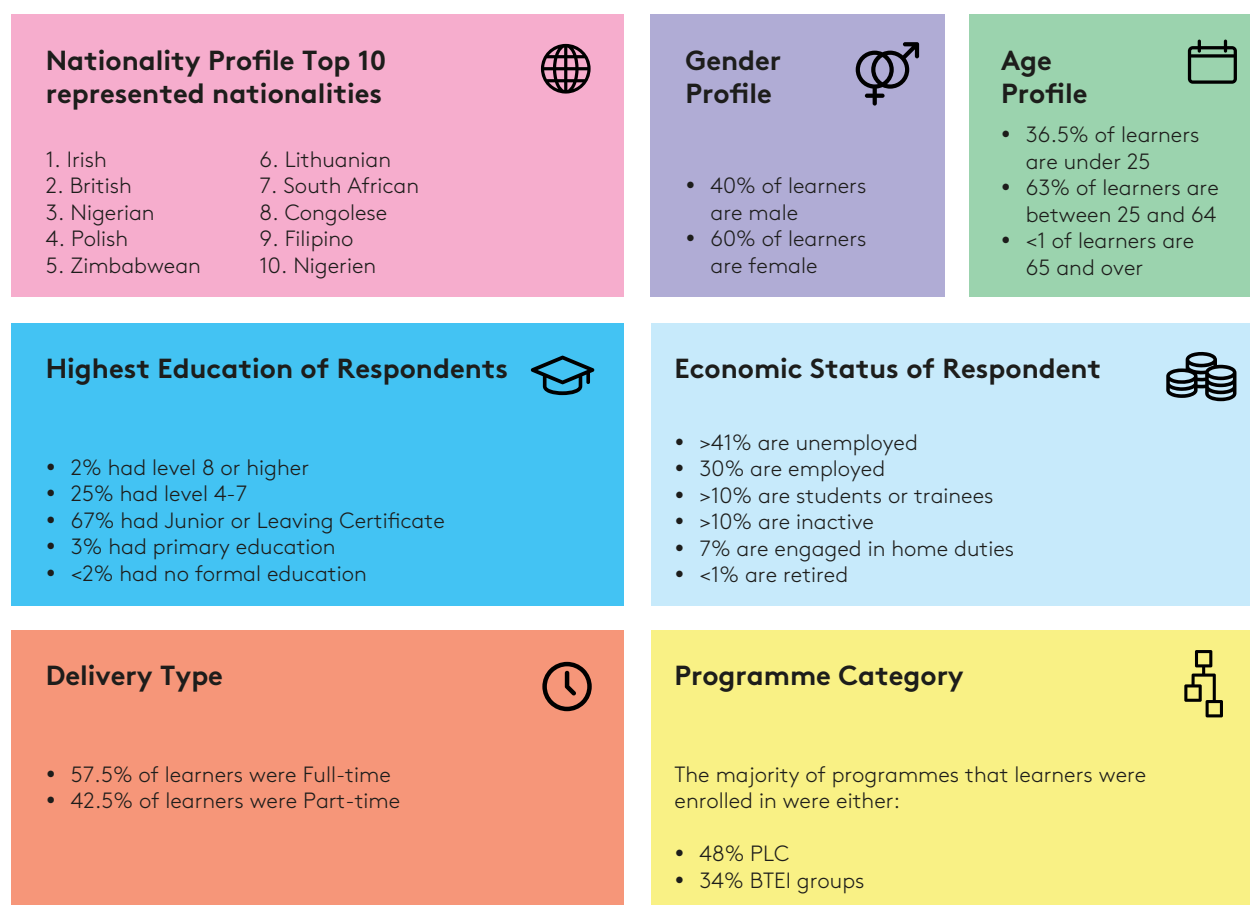 Nationality Profile Top 10
represented nationalities
1. Irish
2. British
3. Nigerian
4. Polish
5. Zimbabwean
6. Lithuanian
7. South African
8. Congolese
9. Filipino
10. Nigerien
Gender
Profile
• 40% of learners
are male
• 60% of learners
are female
Age
Profile
• 36.5% of learners
are under 25
• 63% of learners are
between 25 and 64
• <1 of learners are
65 and over
Highest Education of Respondents
• 2% had level 8 or higher
• 25% had level 4-7
• 67% had Junior or Leaving Certificate
• 3% had primary education
• <2% had no formal education
Economic Status of Respondent
• >41% are unemployed
• 30% are employed
• >10% are students or trainees
• >10% are inactive
• 7% are engaged in home duties
• <1% are retired
Delivery Type
• 57.5% of learners were Full-time
• 42.5% of learners were Part-time
Programme Category
The majority of programmes that learners were
enrolled in were either:
• 48% PLC
• 34% BTEI groups